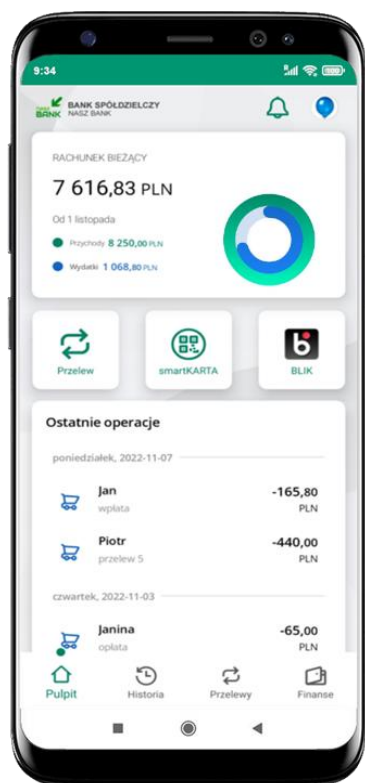 9:34
NASZ
BANK
BANK SPÓŁDZIELCZY
NASZ BANK
RACHUNEK BIEŻĄCY
7 616,83 PLN
Od 1 listopada
Przychody 8 250,00 PLN
Wydatki 1 068,80 PLN
Przelew
smartKARTA
BLIK
Ostatnie operacje
poniedziałek, 2022-11-07
Jan -165,80
wpłata PLN
Piotr -440,00
przelew 5 PLN
czwartek, 2022-11-03
Janina -65,00
opłata PLN
Pulpit Historia Przelewy Finanse